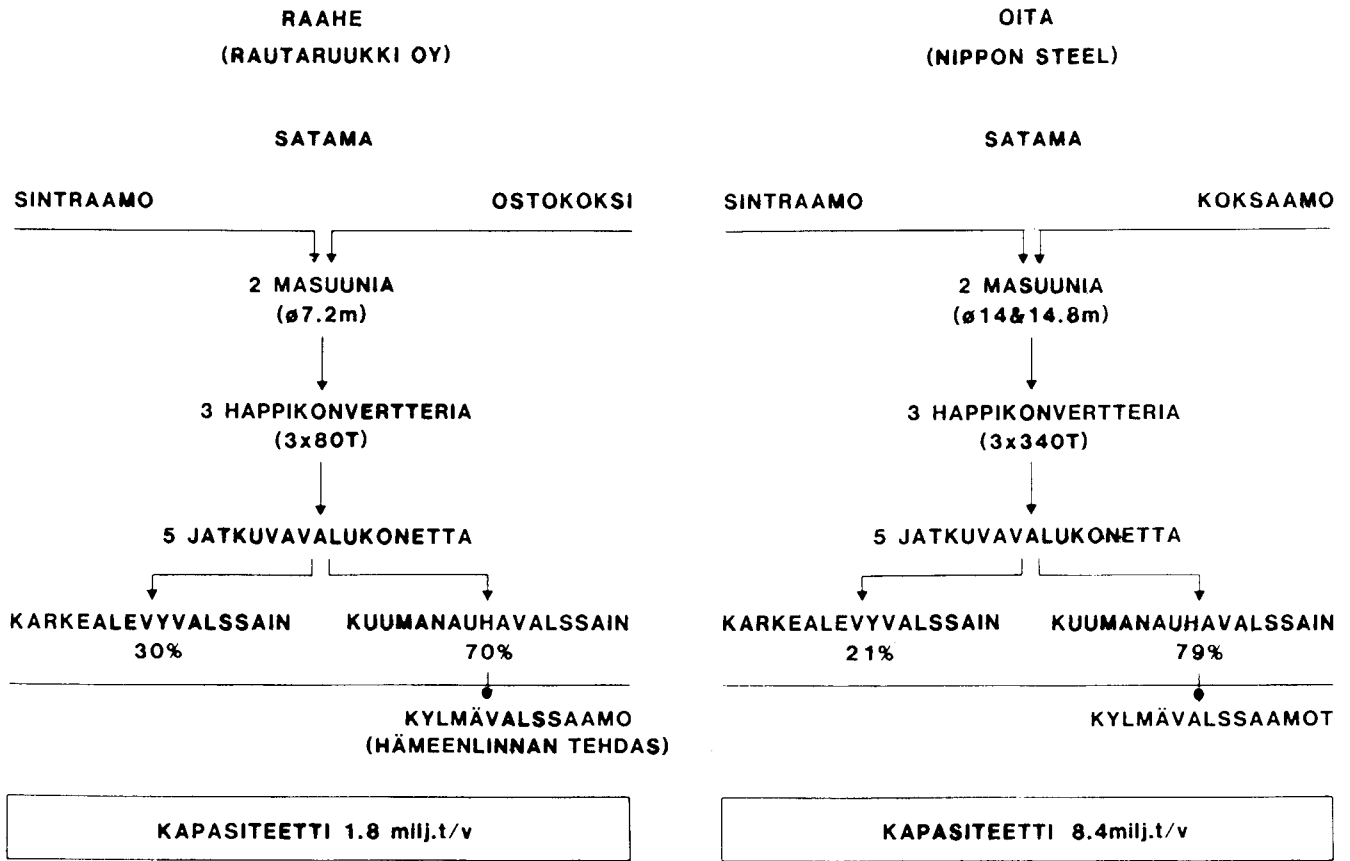 RAAHE
(RAUTARUUKKI OY)
SATAMA
SINTRAAMO
OSTOKOKSI
2 MASUUNIA
(ø7.2m)
3 HAPPIKONVERTTERIA
(3x80T)
5 JATKUVAVALUKONETTA
KARKEALEVYVALSSAIN
30%
KUUMANAUHAVALSSAIN
70%
KYLMÄVALSSAAMO
(HÄMEENLINNAN TEHDAS)
KAPASITEETTI 1.8 milj.t/v
OITA
(NIPPON STEEL)
SATAMA
SINTRAAMO
KOKSAAMO
2 MASUUNIA
(ø14&14.8m)
3 HAPPIKONVERTTERIA
(3x340T)
5 JATKUVAVALUKONETTA
KARKEALEVYVALSSAIN
21%
KUUMANAUHAVALSSAIN
79%
KYLMÄVALSSAAMOT
KAPASITEETTI 8.4milj.t/v